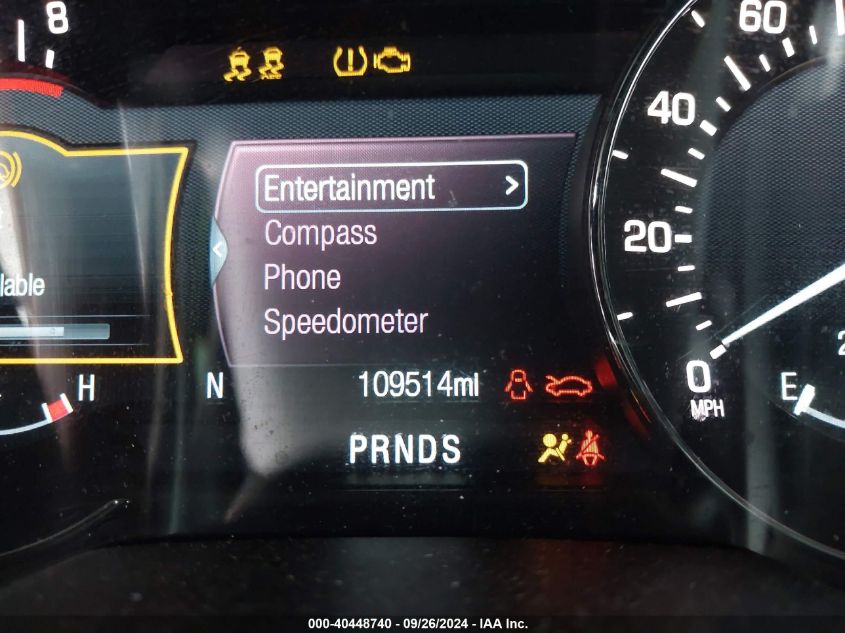 8
60
40
20
0
MPH
Entertainment >
Compass
Phone
Speedometer
lable
H
N
109514ml
E
PRNDS
000-40448740 - 09/26/2024 - IAA Inc.